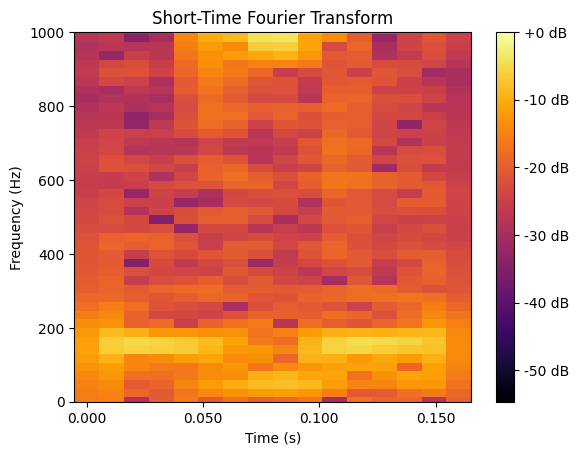 Short-Time Fourier Transform
1000
800
600
400
200
0
Frequency (Hz)
0.000
0.050
0.100
0.150
Time (s)
+0 dB
-10 dB
-20 dB
-30 dB
-40 dB
-50 dB